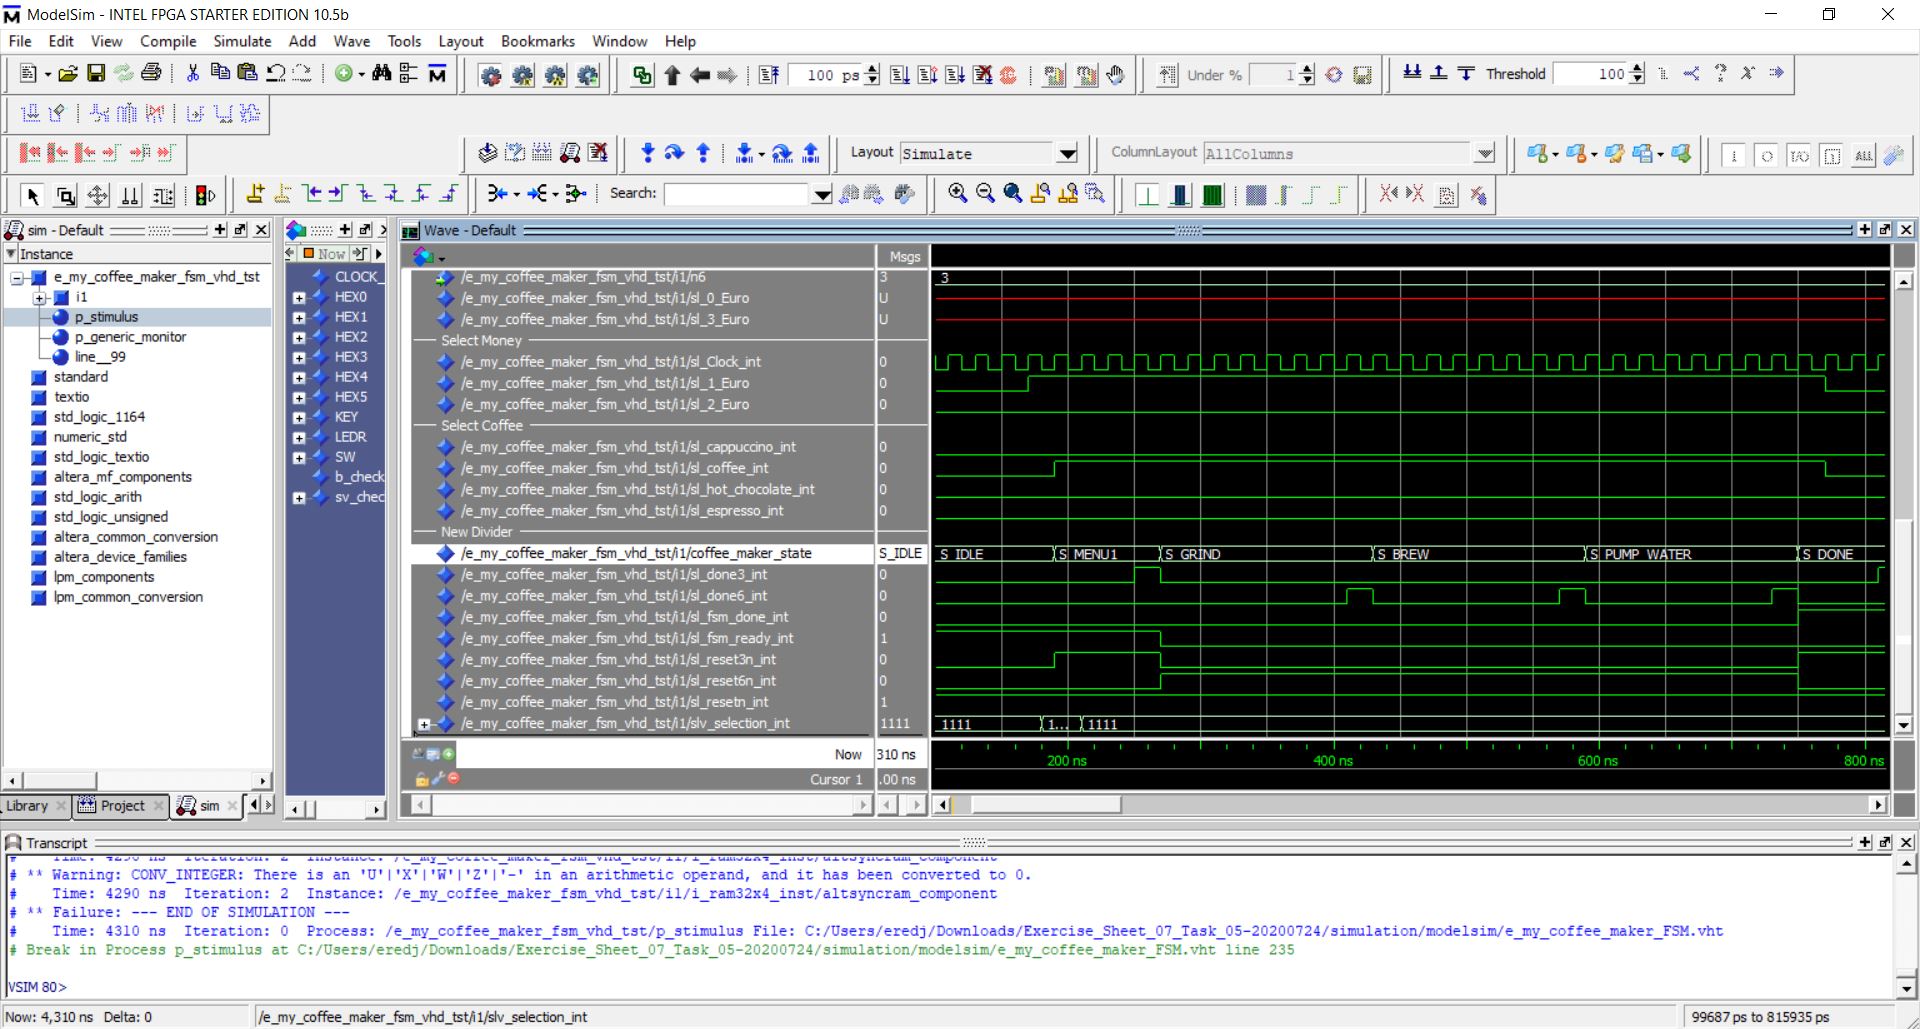 ModelSim - INTEL FPGA STARTER EDITION 10.5b
File Edit View Compile Simulate Add Wave Tools Layout Bookmarks Window Help
100 ps
Under %
1
Threshold
100
Layout Simulate
ColumnLayout AllColumns
Search:
sim - Default
Instance
e_my_coffee_maker_fsm_vhd_tst
i1
p_stimulus
p_generic_monitor
line__99
standard
textio
std_logic_1164
numeric_std
std_logic_textio
altera_mf_components
std_logic_arith
std_logic_unsigned
altera_common_conversion
altera_device_families
lpm_components
lpm_common_conversion
Library Project sim
Now
CLOCK_
HEX0
HEX1
HEX2
HEX3
HEX4
HEX5
KEY
LEDR
SW
b_check
sv_chec
Wave - Default
Msgs
/e_my_coffee_maker_fsm_vhd_tst/i1/n6 3 3
/e_my_coffee_maker_fsm_vhd_tst/i1/sl_0_Euro U
/e_my_coffee_maker_fsm_vhd_tst/i1/sl_3_Euro U
Select Money
/e_my_coffee_maker_fsm_vhd_tst/i1/sl_Clock_int 0
/e_my_coffee_maker_fsm_vhd_tst/i1/sl_1_Euro 0
/e_my_coffee_maker_fsm_vhd_tst/i1/sl_2_Euro 0
Select Coffee
/e_my_coffee_maker_fsm_vhd_tst/i1/sl_cappuccino_int 0
/e_my_coffee_maker_fsm_vhd_tst/i1/sl_coffee_int 0
/e_my_coffee_maker_fsm_vhd_tst/i1/sl_hot_chocolate_int 0
/e_my_coffee_maker_fsm_vhd_tst/i1/sl_espresso_int 0
New Divider
/e_my_coffee_maker_fsm_vhd_tst/i1/coffee_maker_state S_IDLE S_IDLE S_MENU1 S_GRIND S_BREW S_PUMP_WATER S_DONE
/e_my_coffee_maker_fsm_vhd_tst/i1/sl_done3_int 0
/e_my_coffee_maker_fsm_vhd_tst/i1/sl_done6_int 0
/e_my_coffee_maker_fsm_vhd_tst/i1/sl_fsm_done_int 0
/e_my_coffee_maker_fsm_vhd_tst/i1/sl_fsm_ready_int 1
/e_my_coffee_maker_fsm_vhd_tst/i1/sl_reset3n_int 0
/e_my_coffee_maker_fsm_vhd_tst/i1/sl_reset6n_int 0
/e_my_coffee_maker_fsm_vhd_tst/i1/sl_resetn_int 1
/e_my_coffee_maker_fsm_vhd_tst/i1/slv_selection_int 1111 1111 1... 1111
Now 310 ns 200 ns 400 ns 600 ns 800 ns
Cursor 1 .00 ns
Transcript
# Time: 4290 ns Iteration: 2 Instance: /e_my_coffee_maker_fsm_vhd_tst/i1/i_ram32x4_inst/altsyncram_component
# ** Warning: CONV_INTEGER: There is an 'U'|'X'|'W'|'Z'|'-' in an arithmetic operand, and it has been converted to 0.
# Time: 4290 ns Iteration: 2 Instance: /e_my_coffee_maker_fsm_vhd_tst/i1/i_ram32x4_inst/altsyncram_component
# ** Failure: --- END OF SIMULATION ---
# Time: 4310 ns Iteration: 0 Process: /e_my_coffee_maker_fsm_vhd_tst/p_stimulus File: C:/Users/eredj/Downloads/Exercise_Sheet_07_Task_05-20200724/simulation/modelsim/e_my_coffee_maker_FSM.vht
# Break in Process p_stimulus at C:/Users/eredj/Downloads/Exercise_Sheet_07_Task_05-20200724/simulation/modelsim/e_my_coffee_maker_FSM.vht line 235
VSIM 80>
Now: 4,310 ns Delta: 0
/e_my_coffee_maker_fsm_vhd_tst/i1/slv_selection_int
99687 ps to 815935 ps